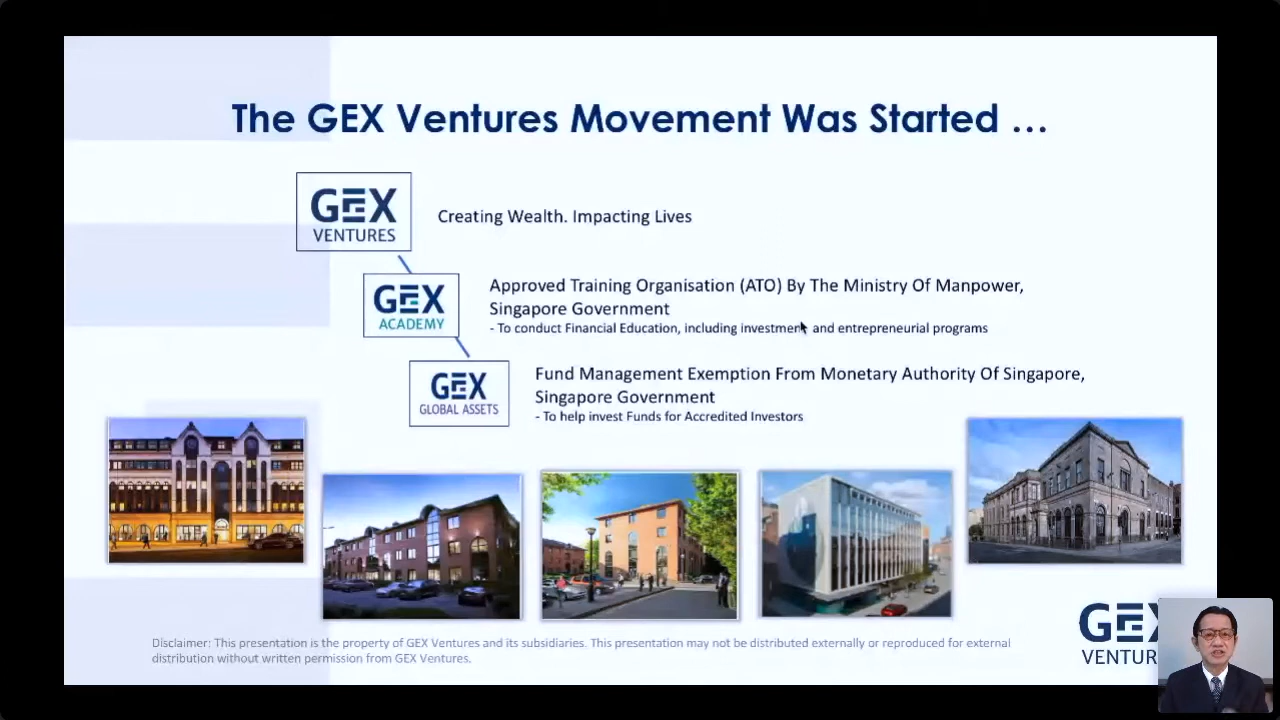 The GEX Ventures Movement Was Started ...
GEX
VENTURES
Creating Wealth. Impacting Lives
GEX
ACADEMY
Approved Training Organisation (ATO) By The Ministry Of Manpower,
Singapore Government
- To conduct Financial Education, including investment and entrepreneurial programs
GEX
GLOBAL ASSETS
Fund Management Exemption From Monetary Authority Of Singapore,
Singapore Government
- To help invest Funds for Accredited Investors
Disclaimer: This presentation is the property of GEX Ventures and its subsidiaries. This presentation may not be distributed externally or reproduced for external
distribution without written permission from GEX Ventures.
GEX
VENTUR